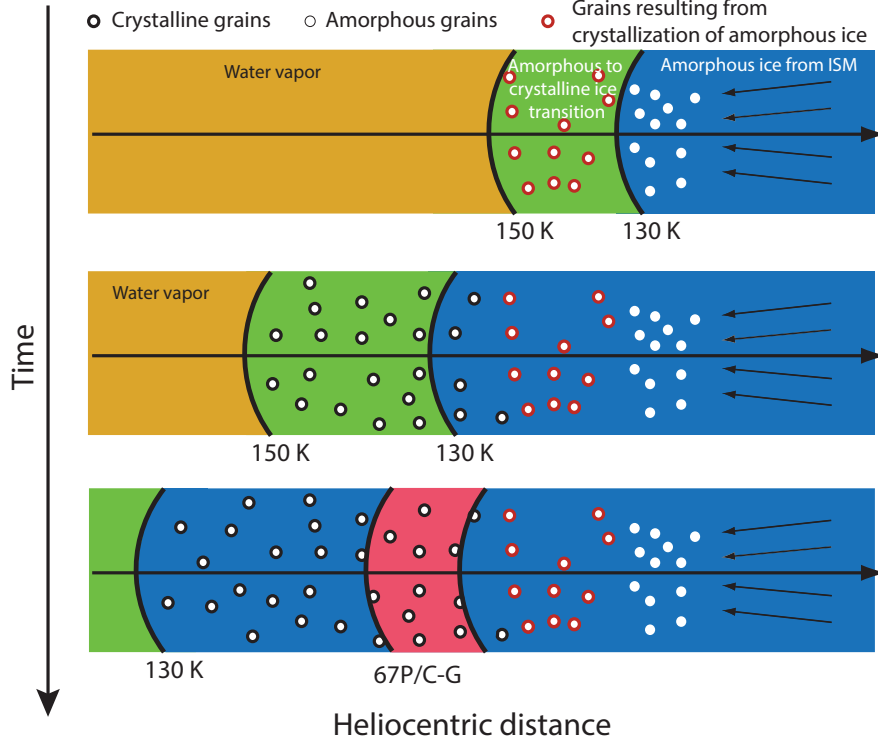 Crystalline grains
Amorphous grains
Grains resulting from
crystallization of amorphous ice
Water vapor
Amorphous to
crystalline ice
transition
Amorphous ice from ISM
150 K
130 K
Water vapor
150 K
130 K
130 K
67P/C-G
Time
Heliocentric distance